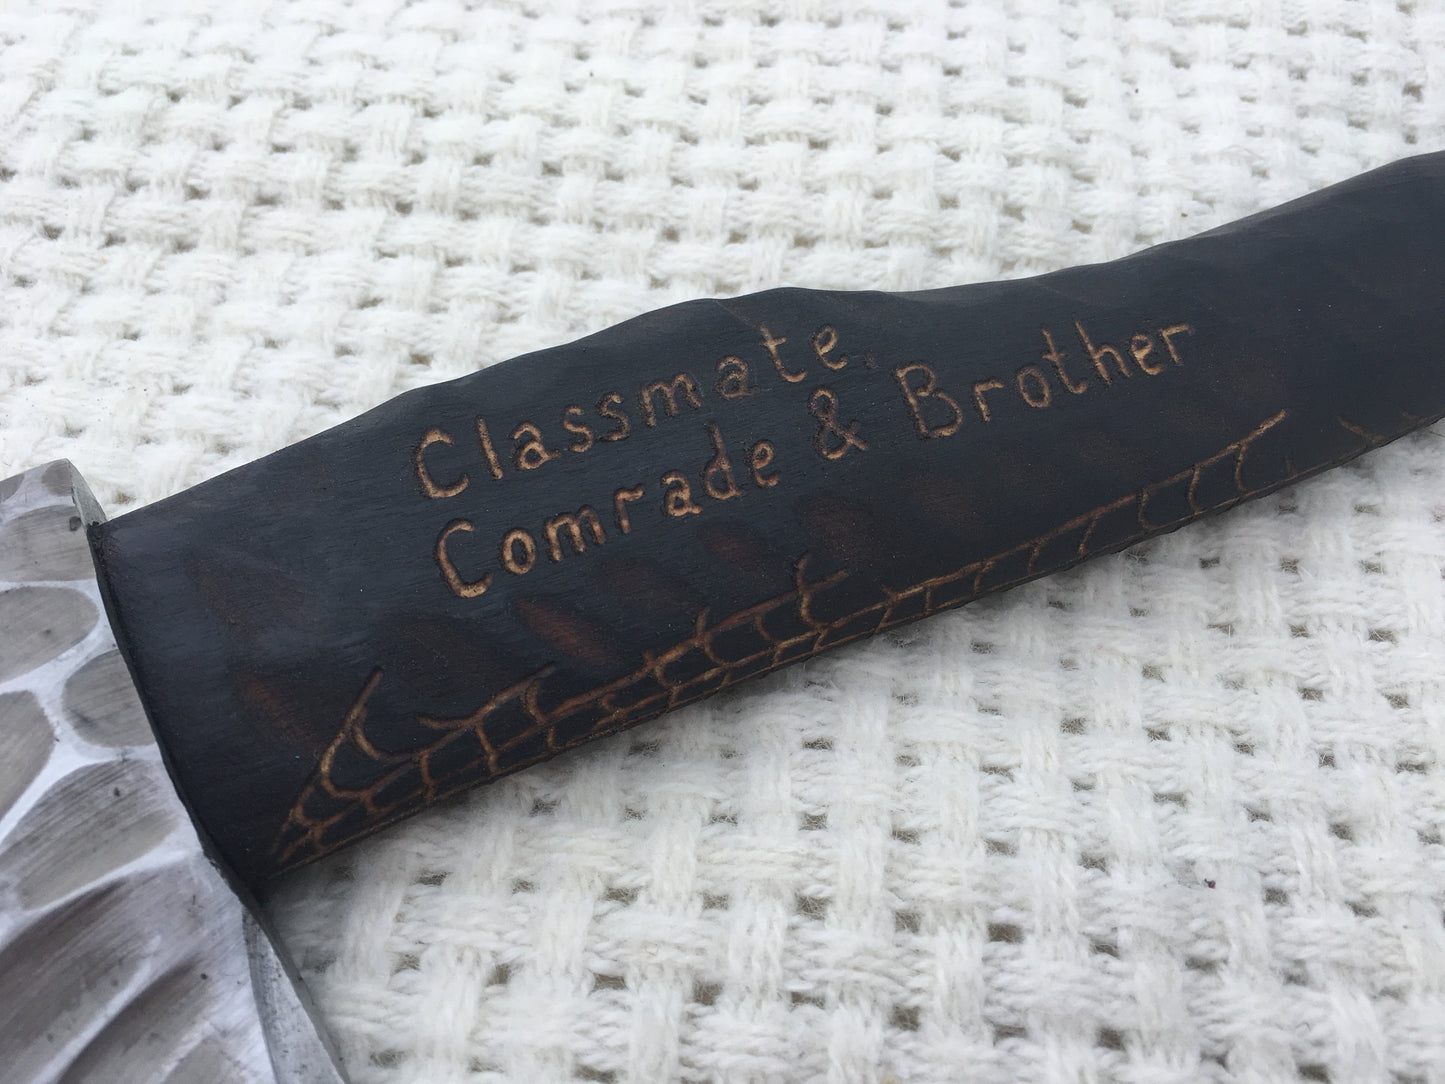 Classmate,
Comrade & Brother